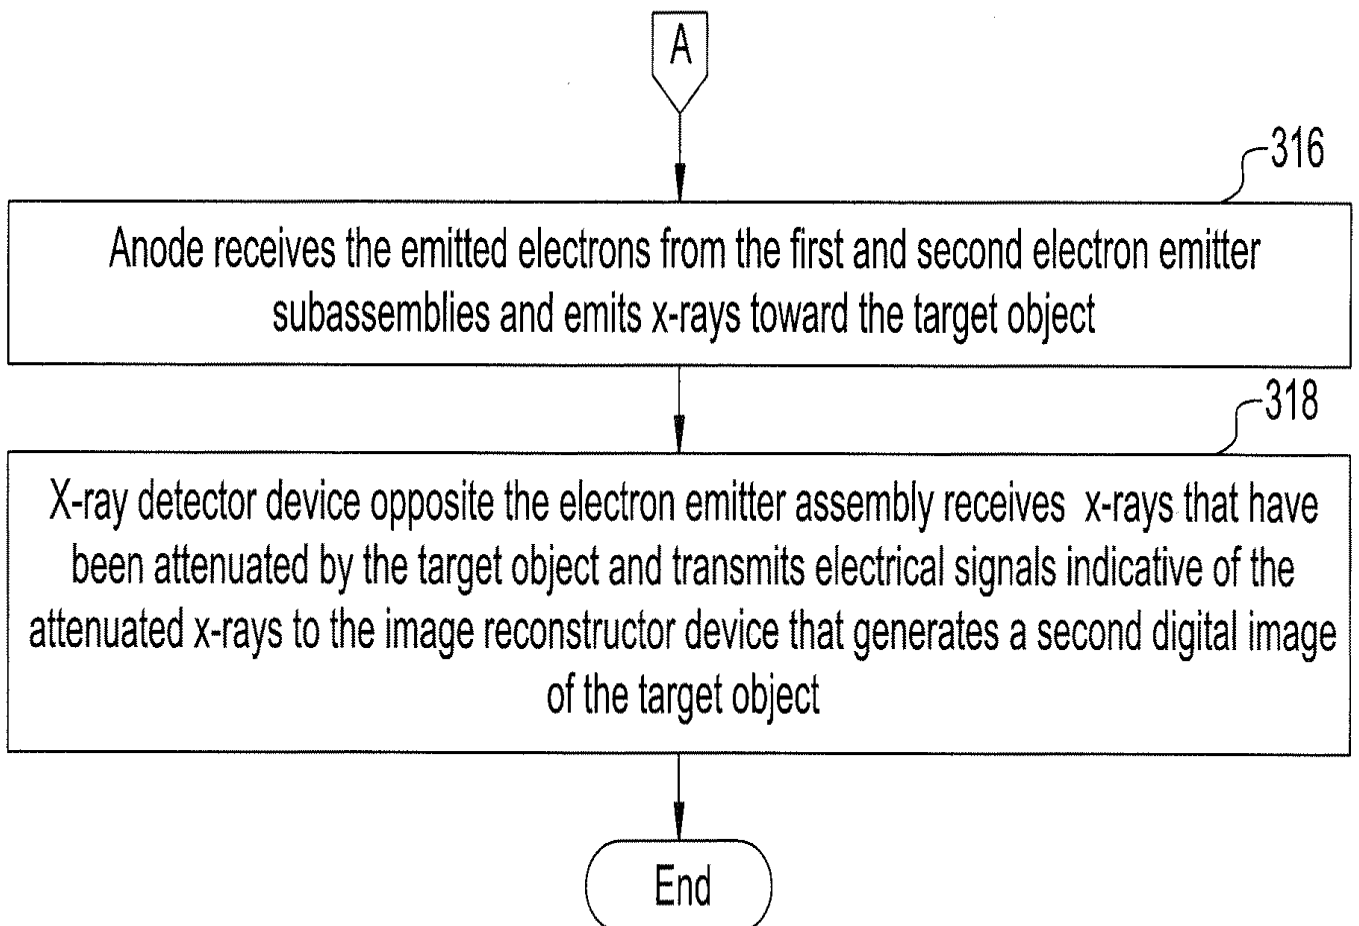 A
316
Anode receives the emitted electrons from the first and second electron emitter
subassemblies and emits x-rays toward the target object
318
X-ray detector device opposite the electron emitter assembly receives x-rays that have
been attenuated by the target object and transmits electrical signals indicative of the
attenuated x-rays to the image reconstructor device that generates a second digital image
of the target object
End